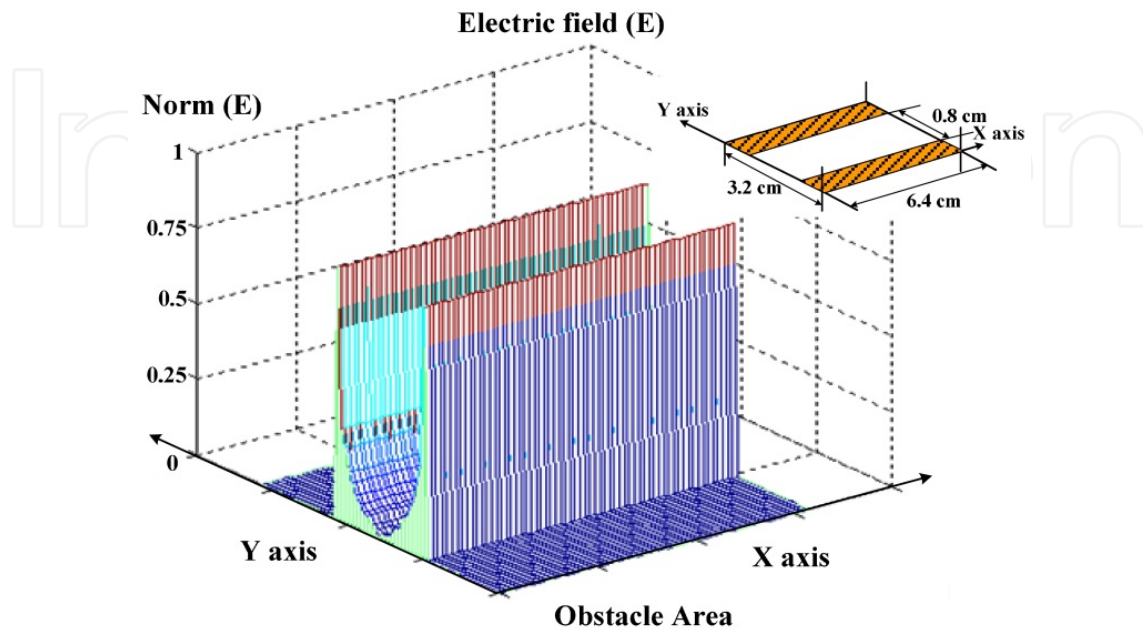 Electric field (E)
Norm (E)
1
0.75
0.5
0.25
0
Y axis
0.8 cm
X axis
3.2 cm
6.4 cm
Y axis
X axis
Obstacle Area